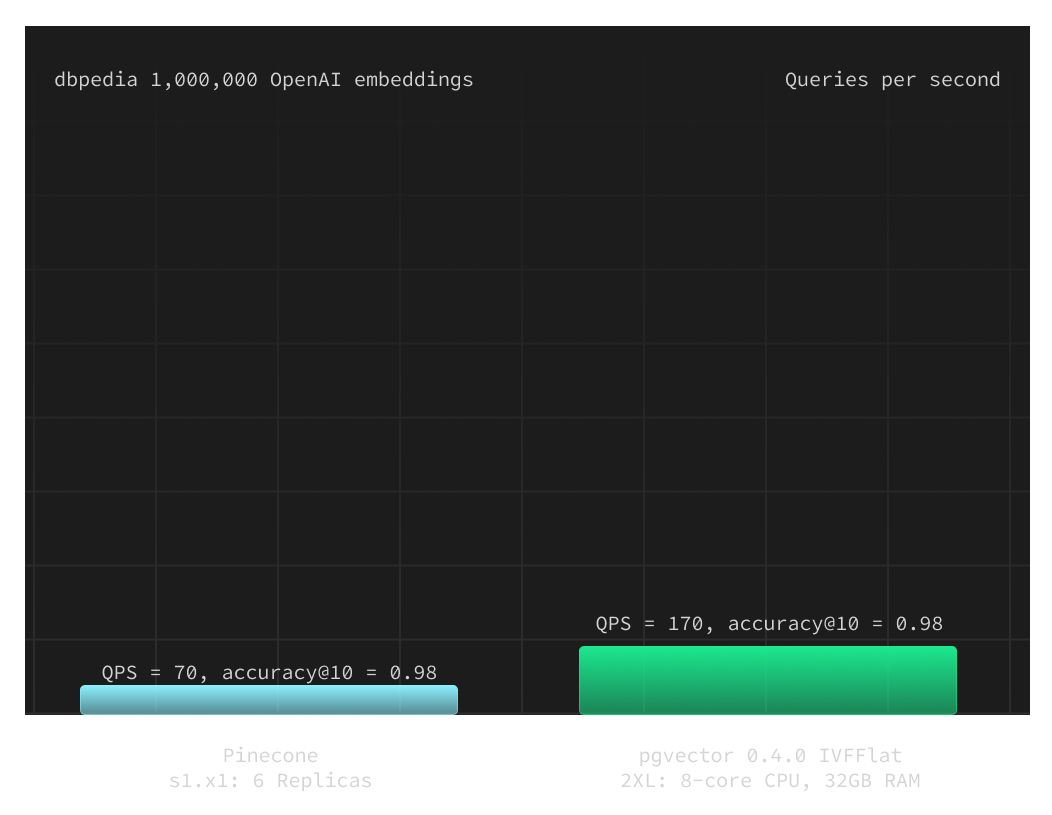 dbpedia 1,000,000 OpenAI embeddings
Queries per second
QPS = 170, accuracy@10 = 0.98
QPS = 70, accuracy@10 = 0.98
Pinecone
s1.x1: 6 Replicas
pgvector 0.4.0 IVFFlat
2XL: 8-core CPU, 32GB RAM